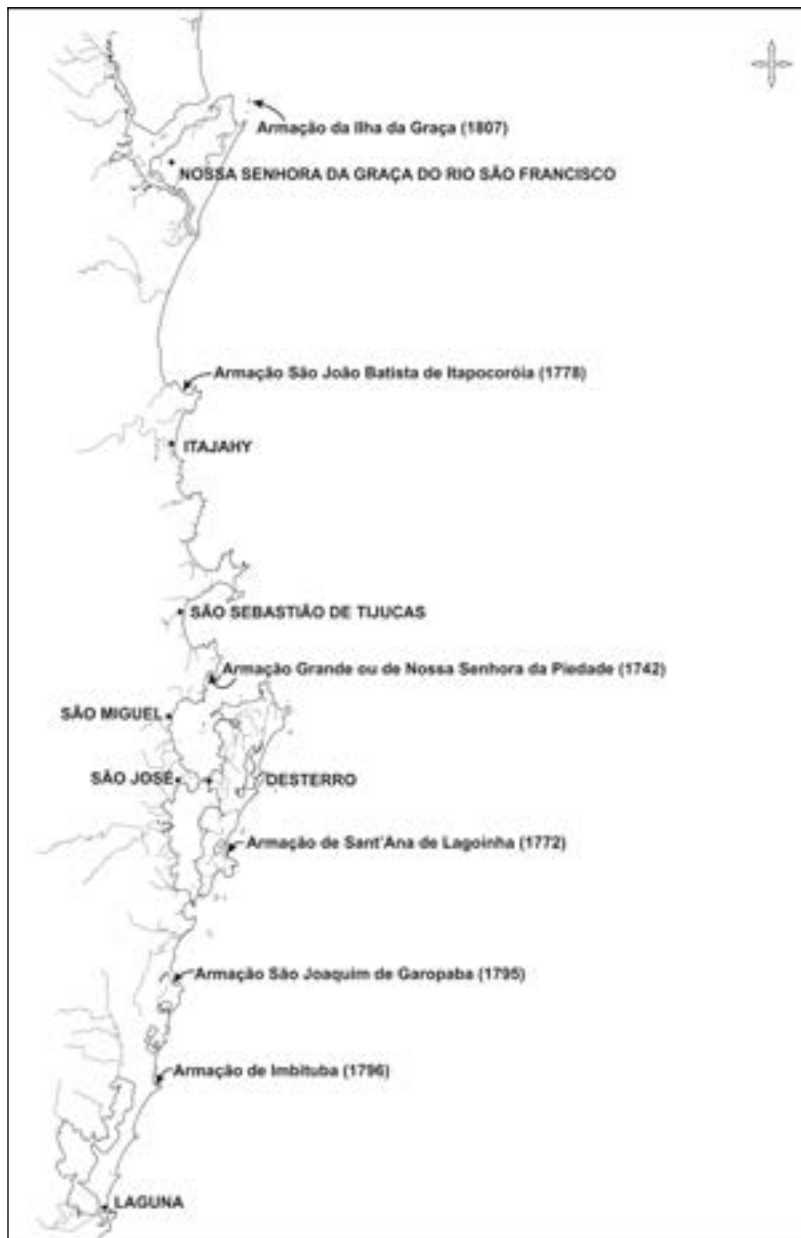 Armação da Ilha da Graça (1807)
NOSSA SENHORA DA GRAÇA DO RIO SÃO FRANCISCO
Armação São João Batista de Itapocoróia (1778)
ITAJAHY
SÃO SEBASTIÃO DE TIJUCAS
Armação Grande ou de Nossa Senhora da Piedade (1742)
SÃO MIGUEL
SÃO JOSÉ
DESTERRO
Armação de Sant'Ana de Lagoinha (1772)
Armação São Joaquim de Garopaba (1795)
Armação de Imbituba (1796)
LAGUNA